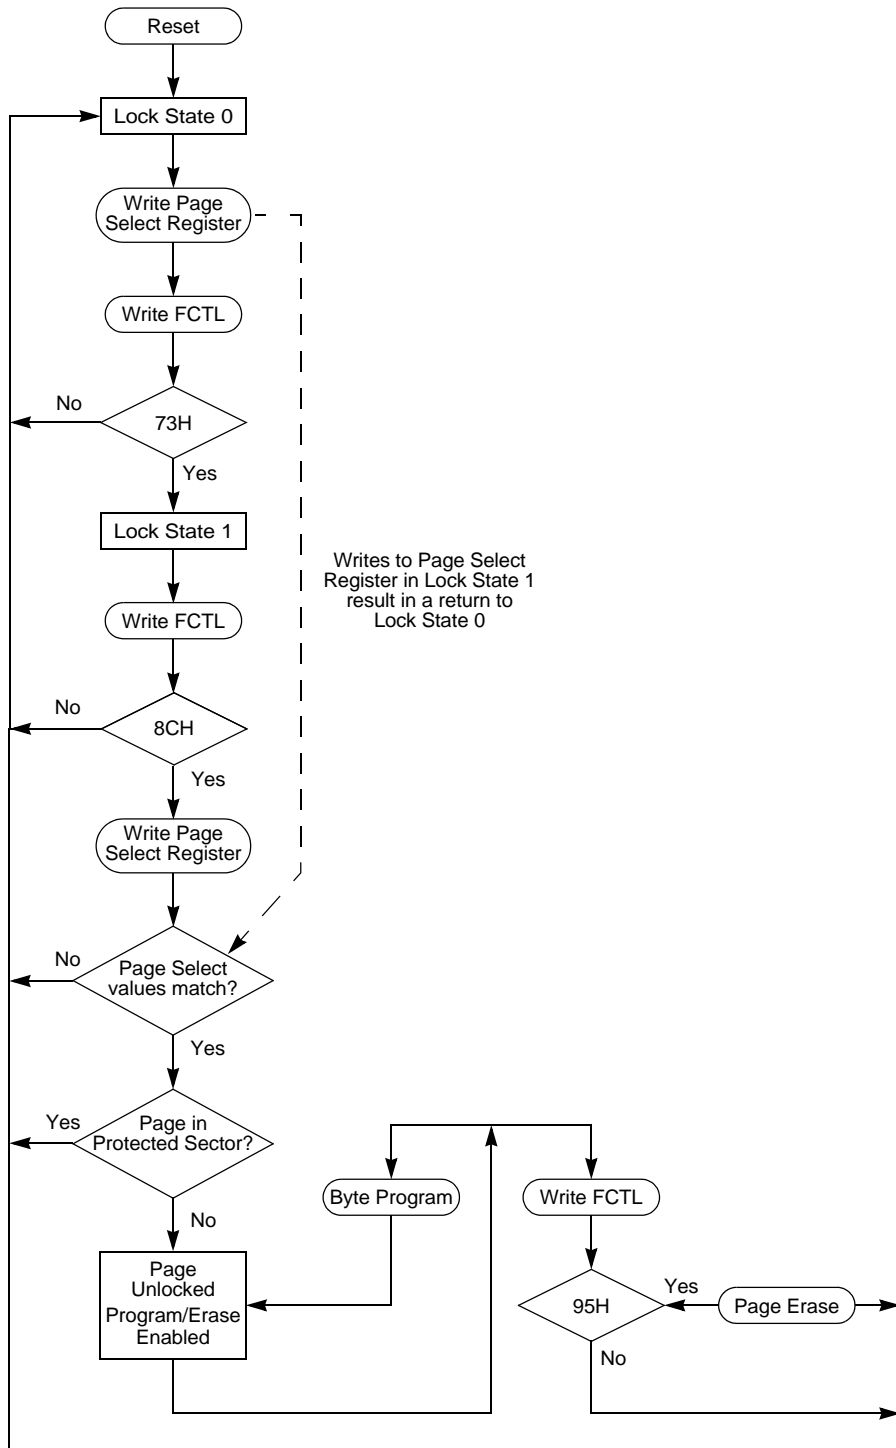 Reset
Lock State 0
Write Page
Select Register
Write FCTL
No
73H
Yes
Lock State 1
Writes to Page Select
Register in Lock State 1
result in a return to
Lock State 0
Write FCTL
No
8CH
Yes
Write Page
Select Register
No
Page Select
values match?
Yes
Yes
Page in
Protected Sector?
No
Byte Program
Write FCTL
Page
Unlocked
Program/Erase
Enabled
95H
Yes
Page Erase
No